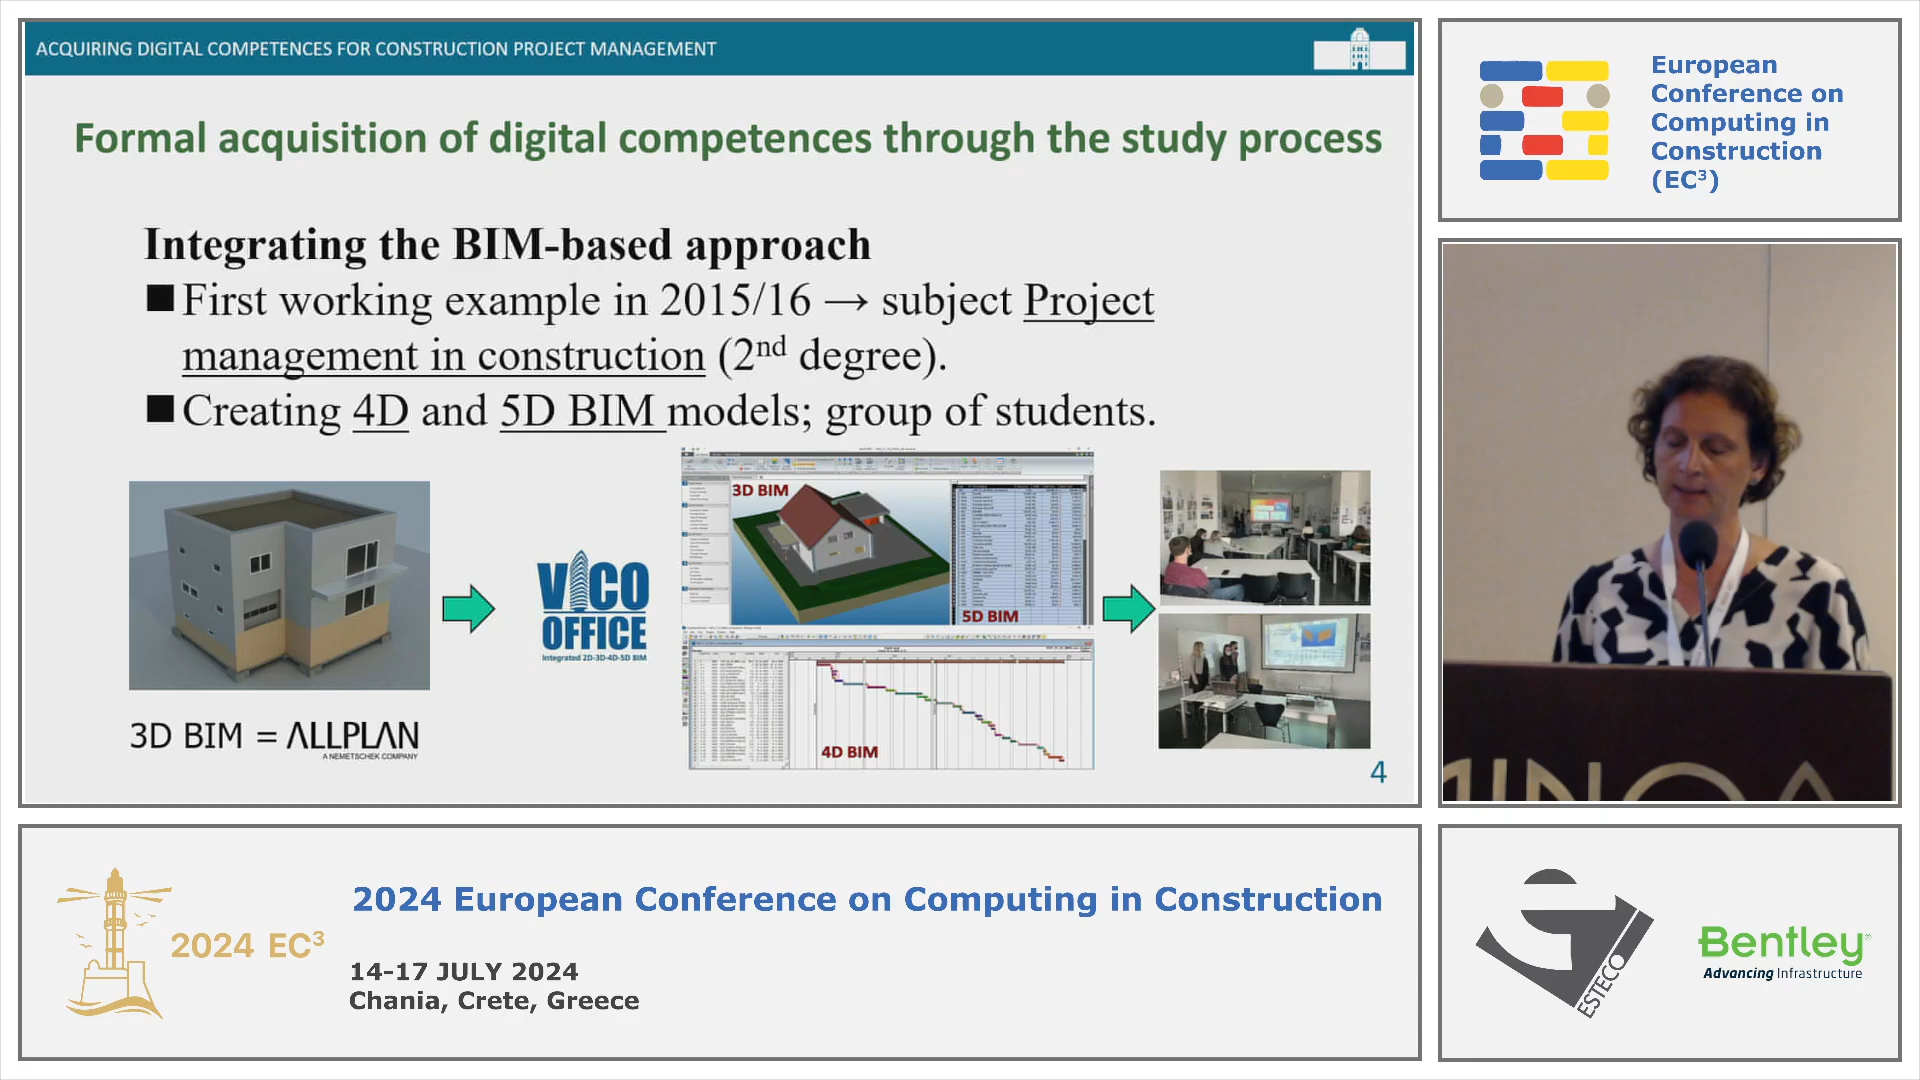 ACQUIRING DIGITAL COMPETENCES FOR CONSTRUCTION PROJECT MANAGEMENT
Formal acquisition of digital competences through the study process
Integrating the BIM-based approach
■ First working example in 2015/16 → subject Project
management in construction (2nd degree).
■ Creating 4D and 5D BIM models; group of students.
3D BIM = ALLPLAN
A NEMETSCHEK COMPANY
VICO
OFFICE
Integrated 2D-3D-4D-5D BIM
3D BIM
5D BIM
4D BIM
4
European
Conference on
Computing in
Construction
(EC³)
MINOA
2024 EC³
2024 European Conference on Computing in Construction
14-17 JULY 2024
Chania, Crete, Greece
ESTECO
Bentley®
Advancing Infrastructure